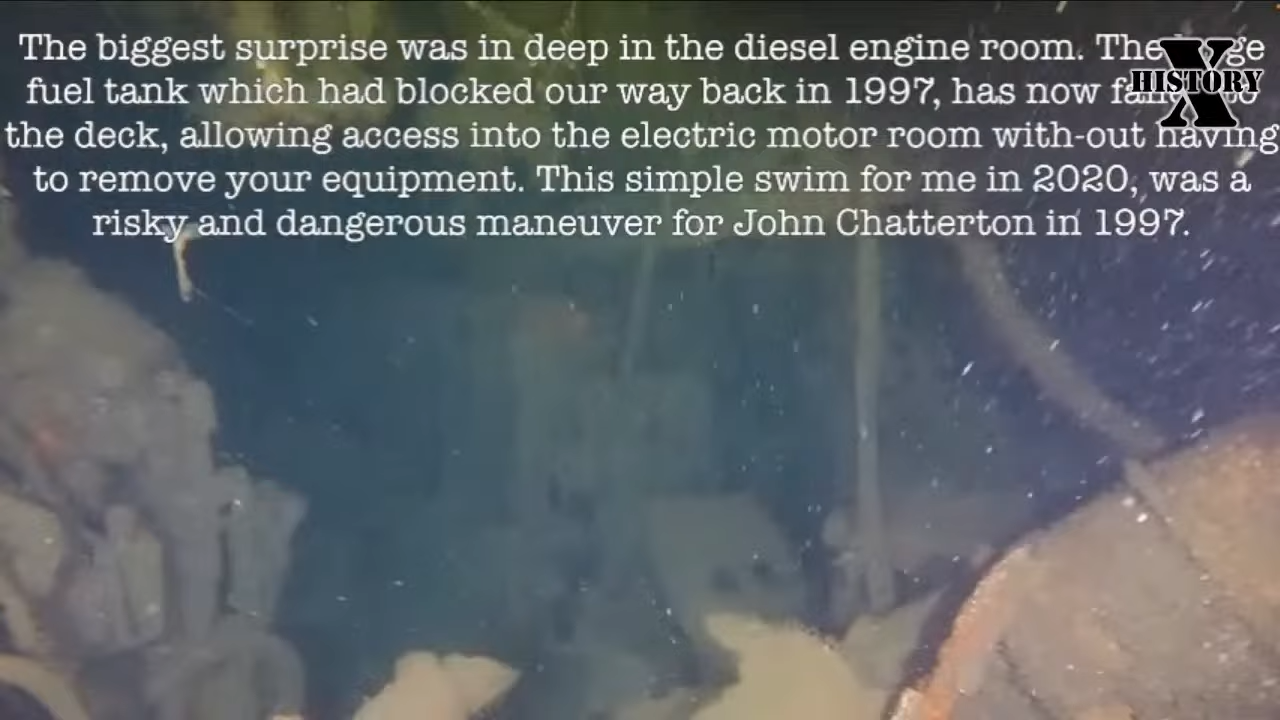 The biggest surprise was in deep in the diesel engine room. The
fuel tank which had blocked our way back in 1997, has now
the deck, allowing access into the electric motor room with-out having
to remove your equipment. This simple swim for me in 2020, was a
risky and dangerous maneuver for John Chatterton in 1997.
X
HISTORY